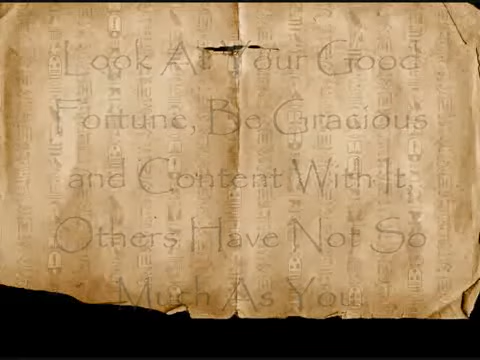 Look At Your Good
Fortune, Be Gracious
and Content With It,
Others Have Not So
Much As You.